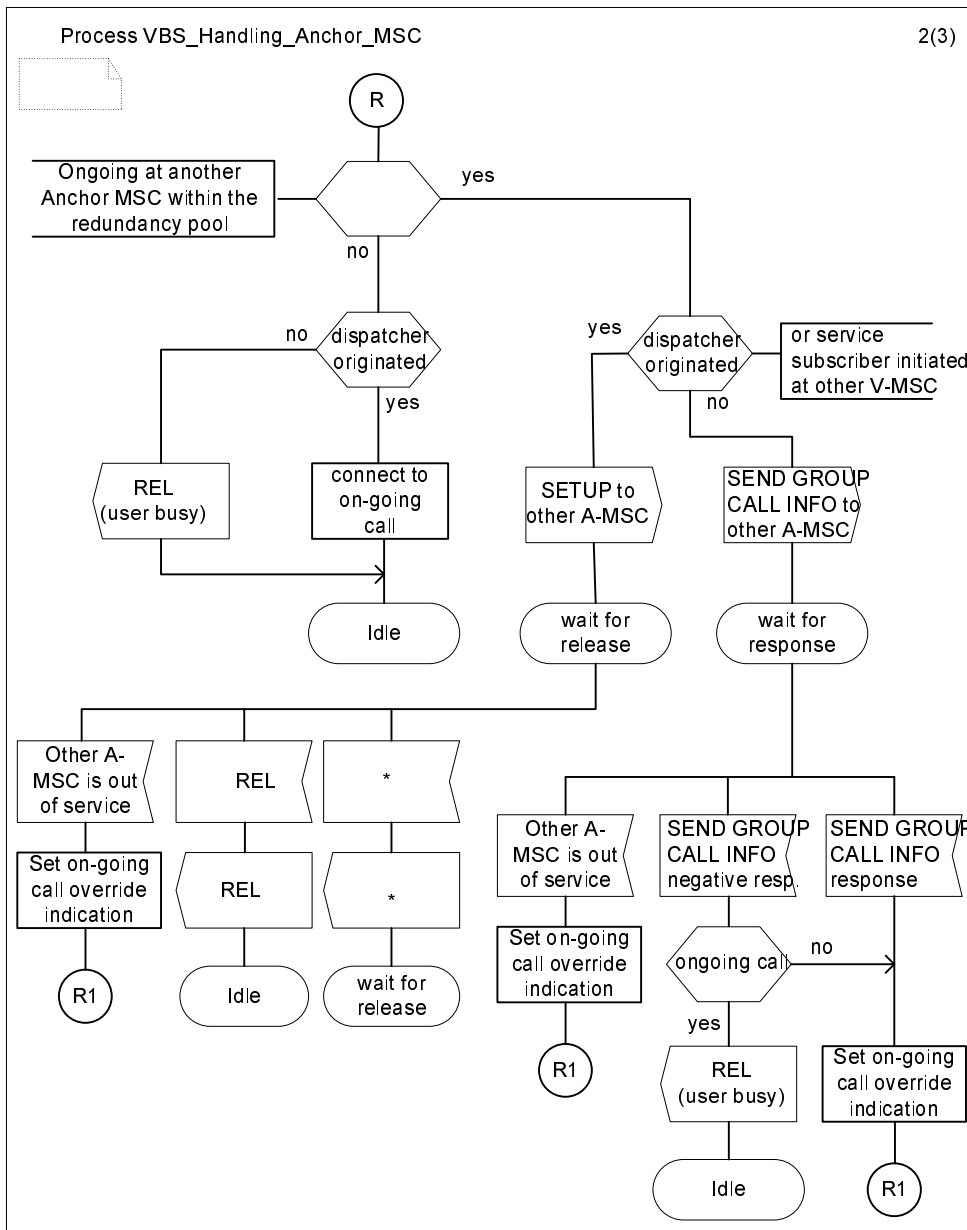 Process VBS_Handling_Anchor_MSC
2(3)
R
Ongoing at another
Anchor MSC within the
redundancy pool
yes
no
no
dispatcher
originated
yes
yes
dispatcher
originated
no
or service
subscriber initiated
at other V-MSC
REL
(user busy)
connect to
on-going
call
SETUP to
other A-MSC
SEND GROUP
CALL INFO to
other A-MSC
Idle
wait for
release
wait for
response
Other A-
MSC is out
of service
REL
*
Set on-going
call override
indication
REL
*
R1
Idle
wait for
release
Other A-
MSC is out
of service
SEND GROUP
CALL INFO
negative resp.
SEND GROUP
CALL INFO
response
Set on-going
call override
indication
ongoing call
no
yes
R1
REL
(user busy)
Set on-going
call override
indication
Idle
R1